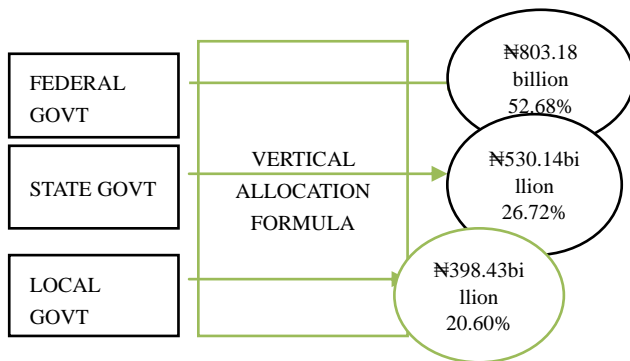 FEDERAL
GOVT
₦803.18
billion
52.68%
STATE GOVT
VERTICAL
ALLOCATION
FORMULA
₦530.14bi
llion
26.72%
LOCAL
GOVT
₦398.43bi
llion
20.60%